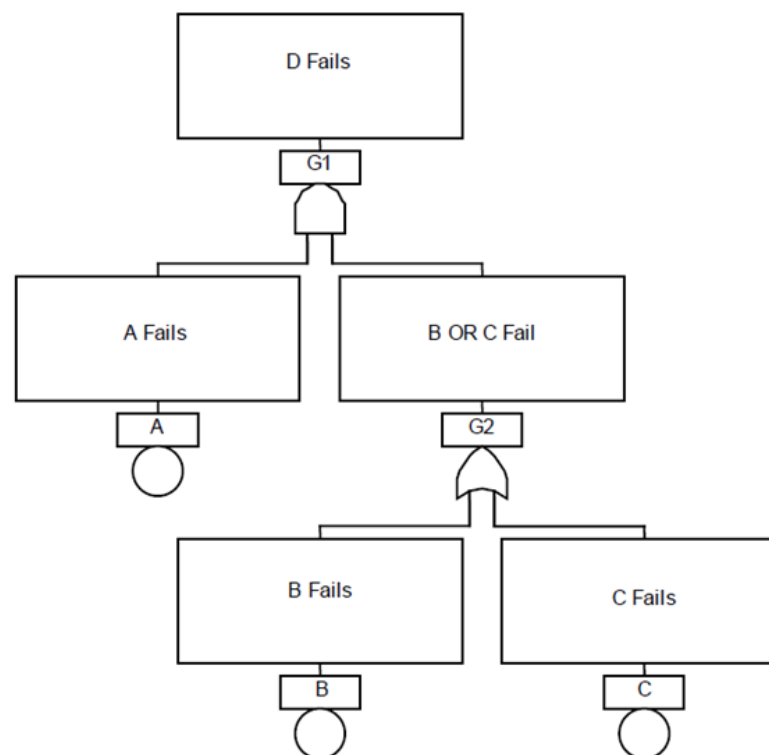 D Fails
G1
A Fails
B OR C Fail
A
G2
B Fails
C Fails
B
C